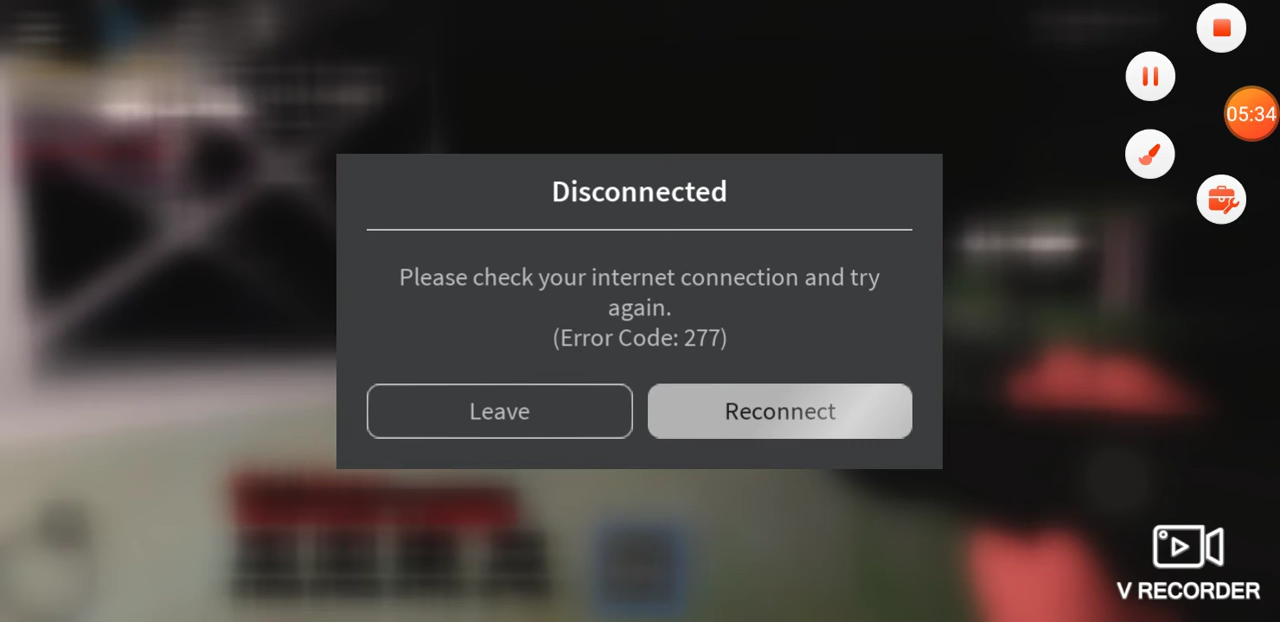 05:34
Disconnected
Please check your internet connection and try
again.
(Error Code: 277)
Leave
Reconnect
V RECORDER